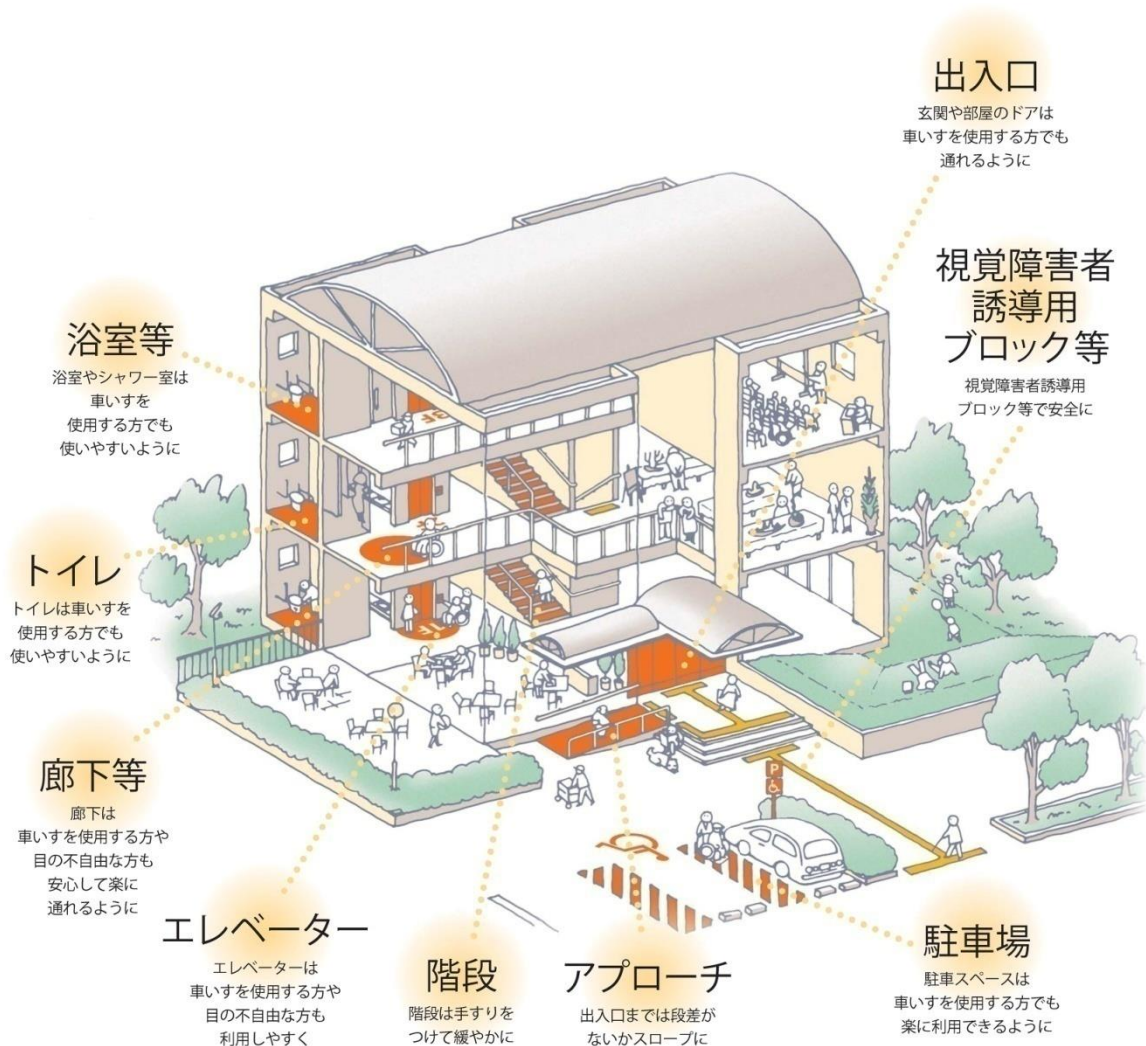 出入口
玄関や部屋のドアは
車いすを使用する方でも
通れるように
視覚障害者
誘導用
ブロック等
視覚障害者誘導用
ブロック等で安全に
浴室等
浴室やシャワー室は
車いすを
使用する方でも
使いやすいように
トイレ
トイレは車いすを
使用する方でも
使いやすいように
廊下等
廊下は
車いすを使用する方や
目の不自由な方も
安心して楽に
通れるように
エレベーター
エレベーターは
車いすを使用する方や
目の不自由な方も
利用しやすく
階段
階段は手すりを
つけて緩やかに
アプローチ
出入口までは段差が
ないかスロープに
駐車場
駐車スペースは
車いすを使用する方でも
楽に利用できるように
3F
P